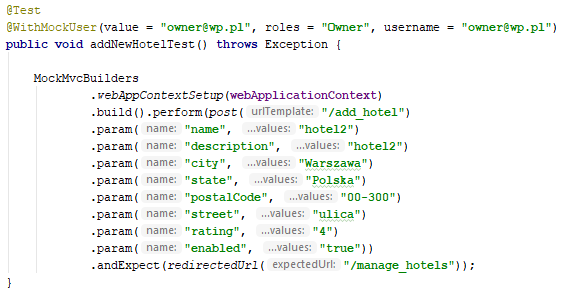 @Test
@WithMockUser(value = "owner@wp.pl", roles = "Owner", username = "owner@wp.pl")
public void addNewHotelTest() throws Exception {
MockMvcBuilders
.webAppContextSetup(webApplicationContext)
.build().perform(post( urlTemplate: "/add_hotel")
.param( name: "name", ...values: "hotel2")
.param( name: "description", ...values: "hotel2")
.param( name: "city", ...values: "Warszawa")
.param( name: "state", ...values: "Polska")
.param( name: "postalCode", ...values: "00-300")
.param( name: "street", ...values: "ulica")
.param( name: "rating", ...values: "4")
.param( name: "enabled", ...values: "true"))
.andExpect(redirectedUrl( expectedUrl: "/manage_hotels"));
}